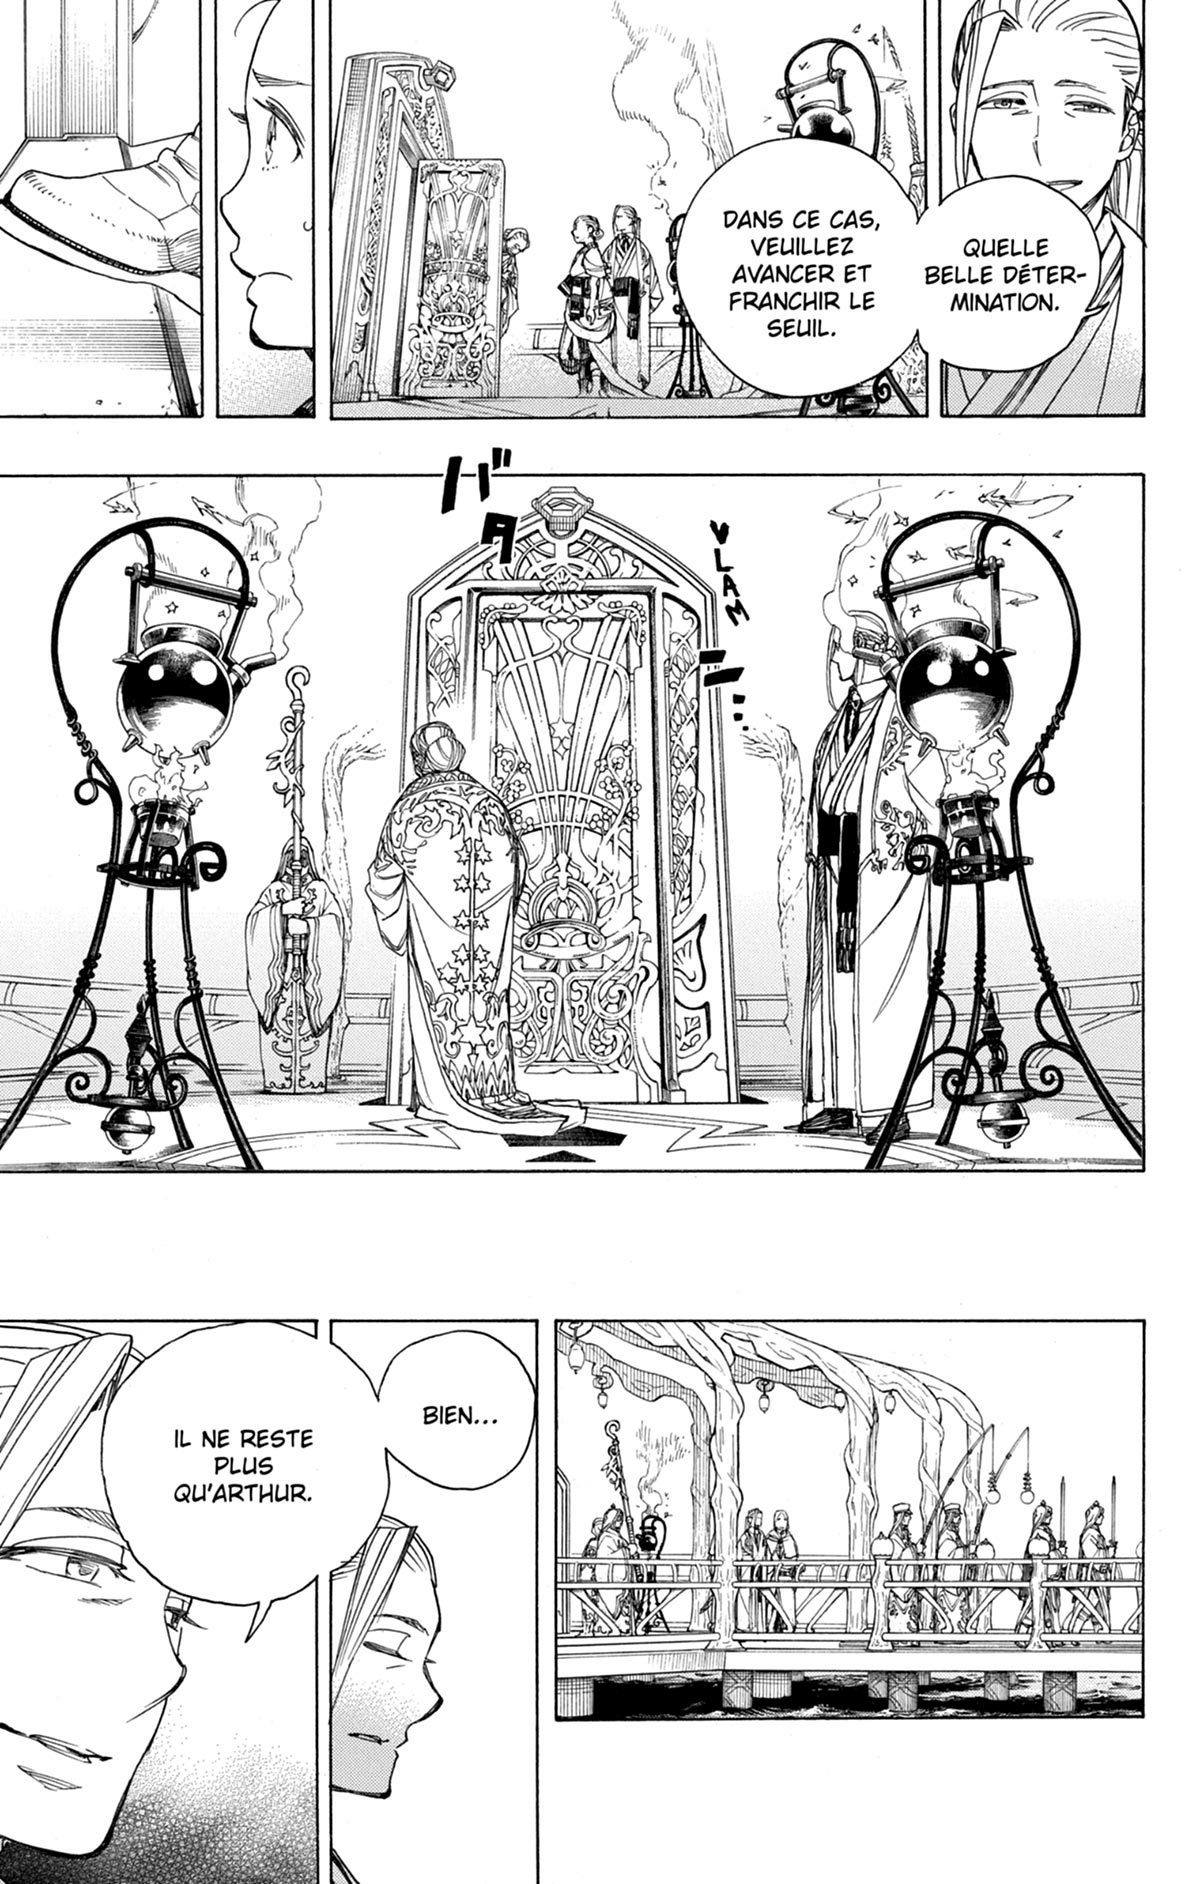 QUELLE
BELLE DÉTER-
MINATION.
DANS CE CAS,
VEUILLEZ
AVANCER ET
FRANCHIR LE
SEUIL.
バタ
VLAM
ン…
BIEN...
IL NE RESTE
PLUS
QU'ARTHUR.